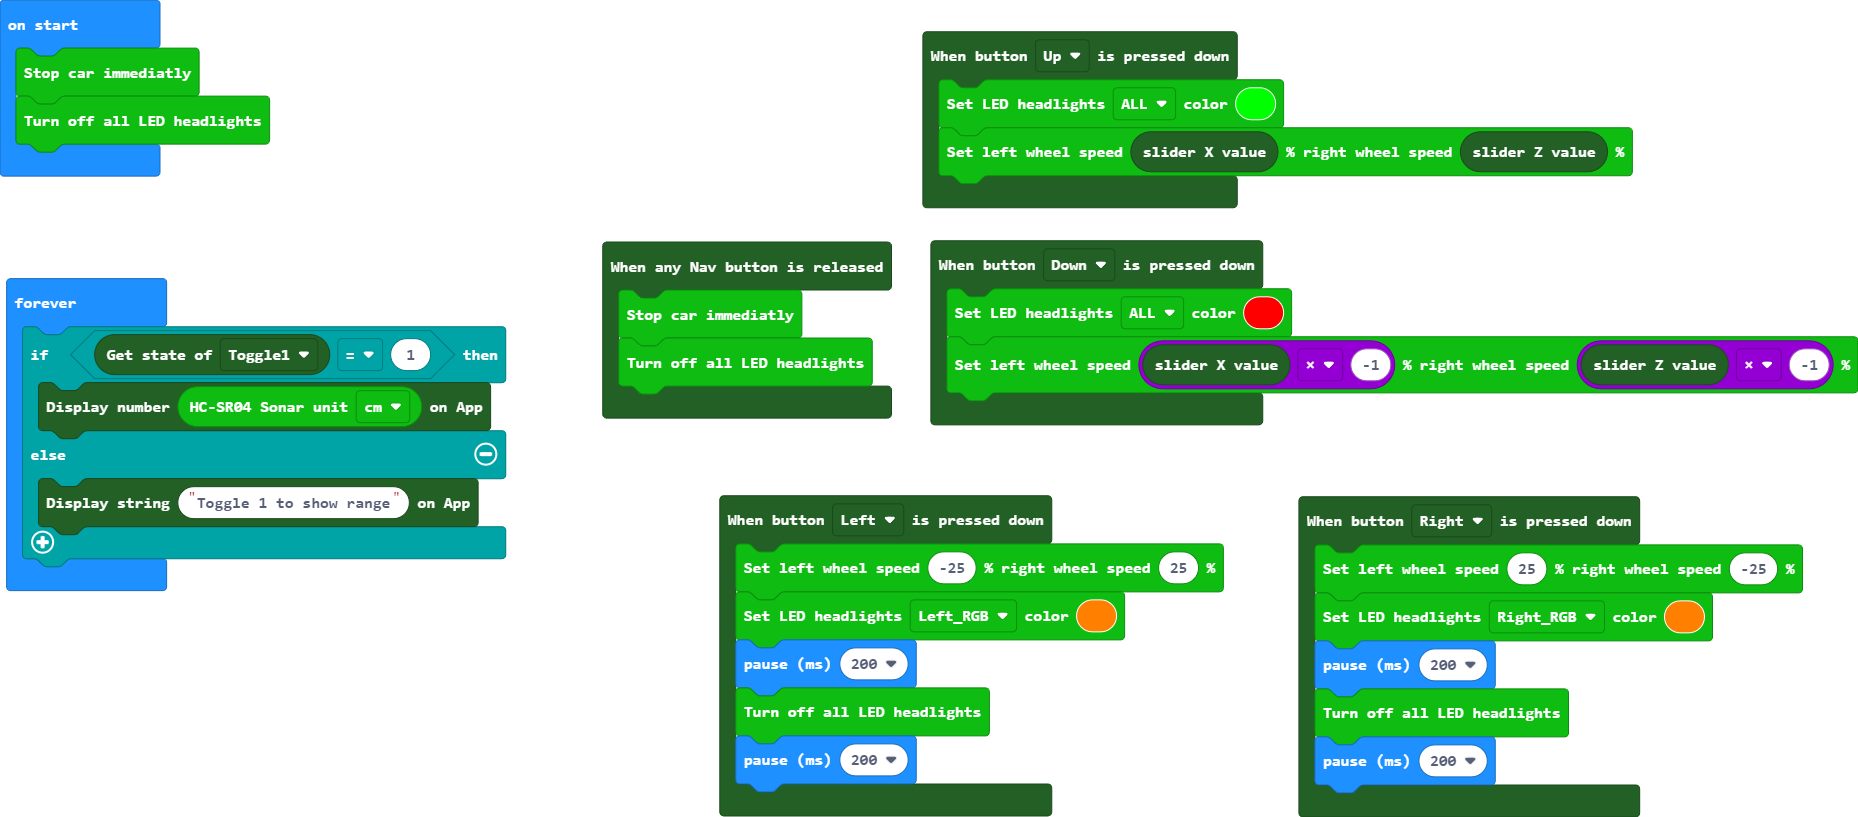 on start
Stop car immediatly
Turn off all LED headlights
When button Up is pressed down
Set LED headlights ALL color
Set left wheel speed slider X value % right wheel speed slider Z value %
forever
if Get state of Toggle1 = 1 then
Display number HC-SR04 Sonar unit cm on App
else
Display string "Toggle 1 to show range" on App
When any Nav button is released
Stop car immediatly
Turn off all LED headlights
When button Down is pressed down
Set LED headlights ALL color
Set left wheel speed slider X value × -1 % right wheel speed slider Z value × -1 %
When button Left is pressed down
Set left wheel speed -25 % right wheel speed 25 %
Set LED headlights Left_RGB color
pause (ms) 200
Turn off all LED headlights
pause (ms) 200
When button Right is pressed down
Set left wheel speed 25 % right wheel speed -25 %
Set LED headlights Right_RGB color
pause (ms) 200
Turn off all LED headlights
pause (ms) 200